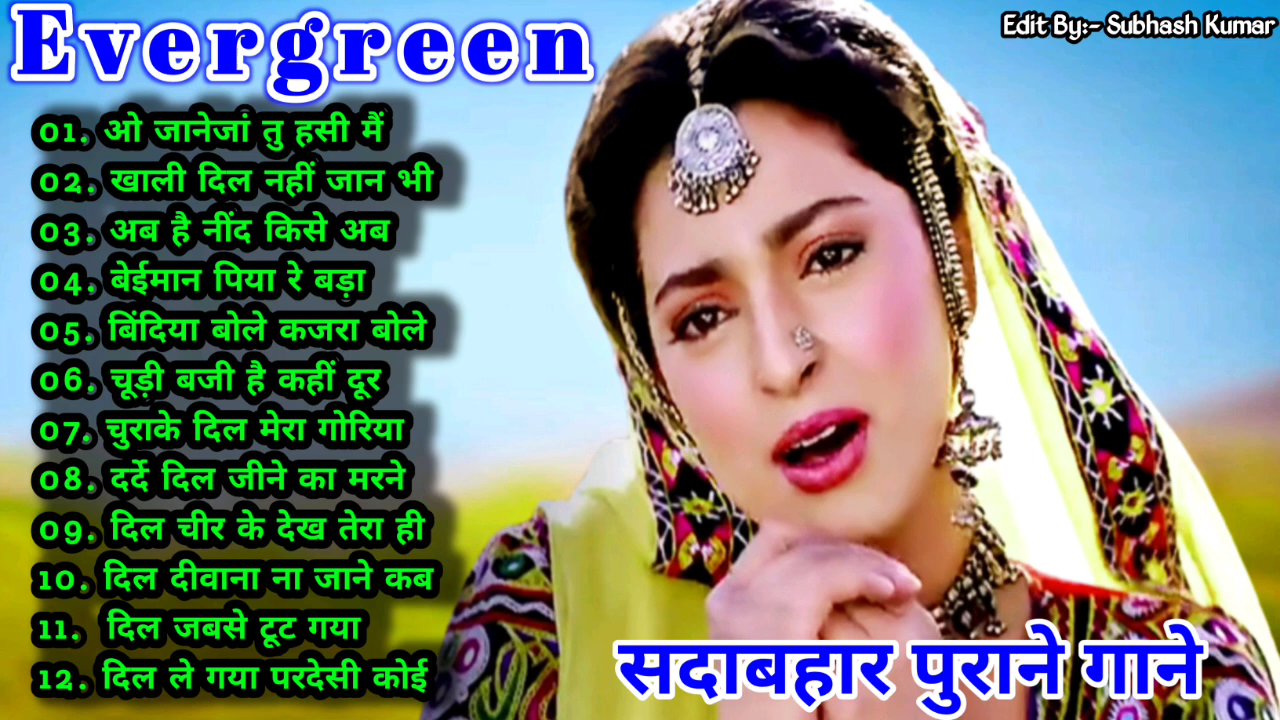 Evergreen
Edit By:- Subhash Kumar
01. ओ जानेजां तु हसी मैं
02. खाली दिल नहीं जान भी
03. अब है नींद किसे अब
04. बेईमान पिया रे बड़ा
05. बिंदिया बोले कजरा बोले
06. चूड़ी बजी है कहीं दूर
07. चुराके दिल मेरा गोरिया
08. दर्दे दिल जीने का मरने
09. दिल चीर के देख तेरा ही
10. दिल दीवाना ना जाने कब
11. दिल जबसे टूट गया
12. दिल ले गया परदेसी कोई
सदाबहार पुराने गाने